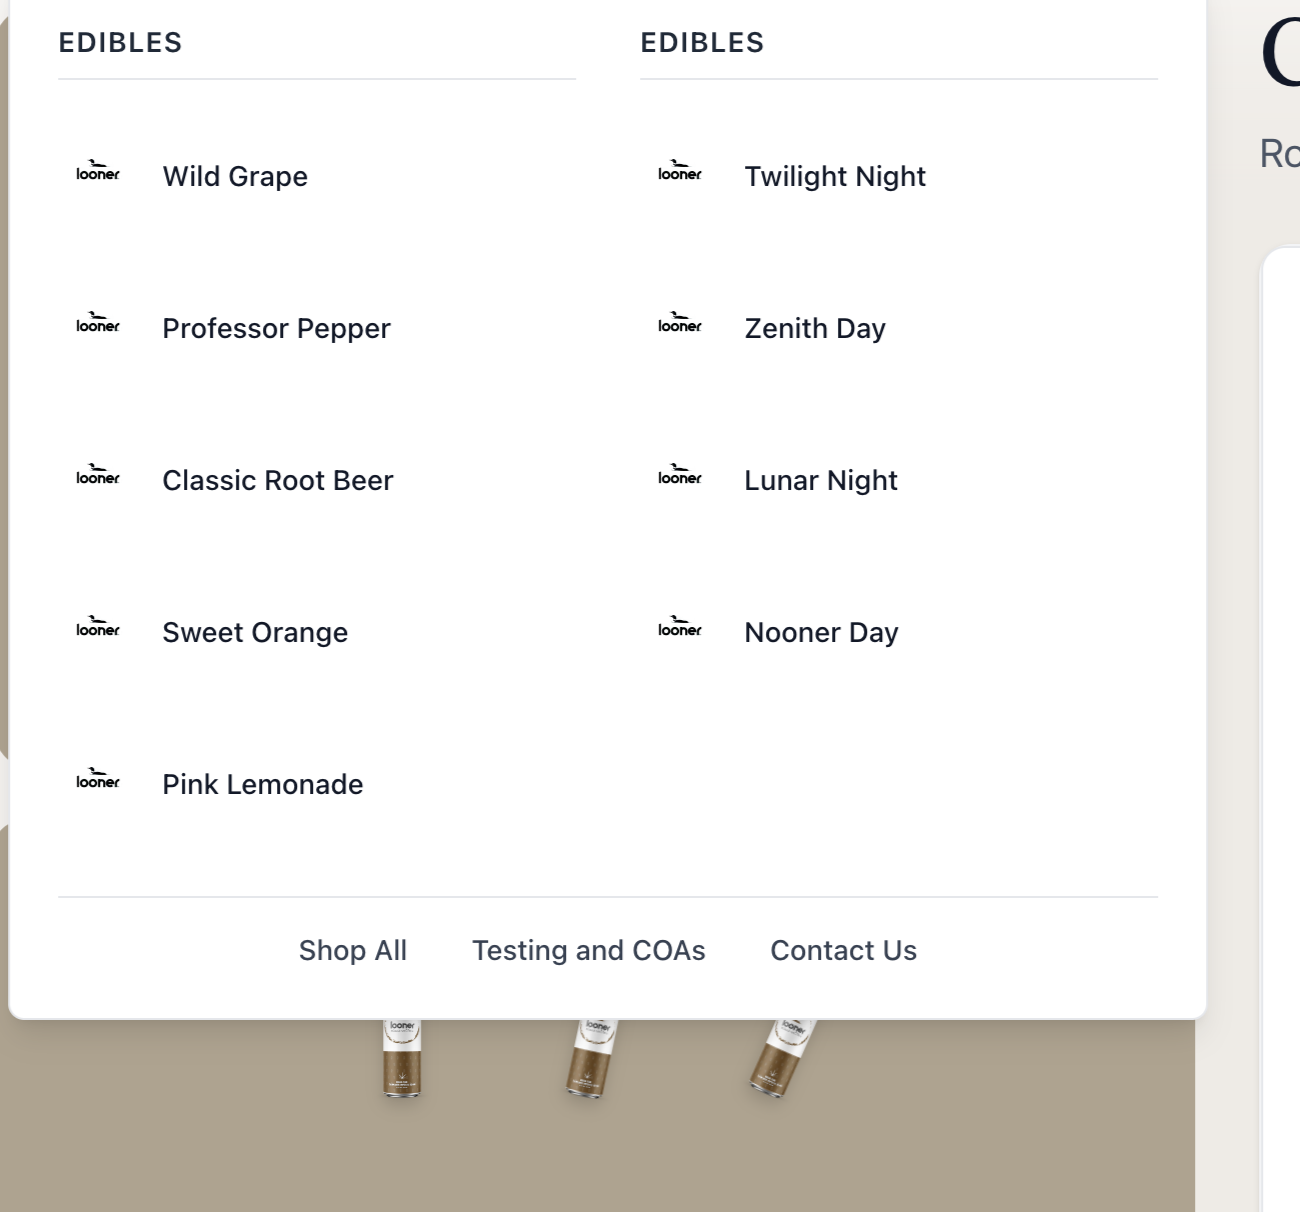 EDIBLES
looner
Wild Grape
looner
Professor Pepper
looner
Classic Root Beer
looner
Sweet Orange
looner
Pink Lemonade
EDIBLES
looner
Twilight Night
looner
Zenith Day
looner
Lunar Night
looner
Nooner Day
Shop All
Testing and COAs
Contact Us
looner
looner
looner